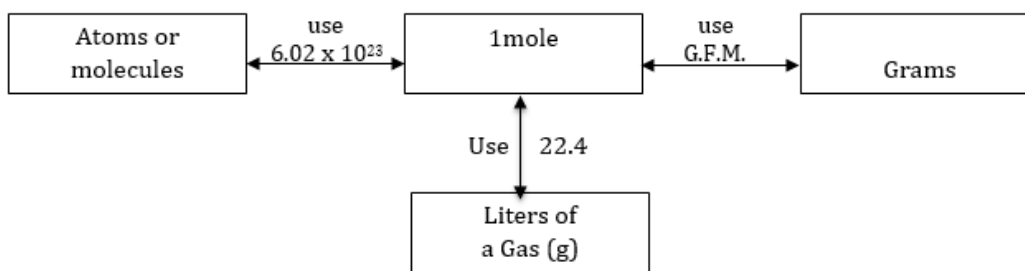 Atoms or
molecules
use
6.02 x 10²³
1mole
use
G.F.M.
Grams
Use 22.4
Liters of
a Gas (g)